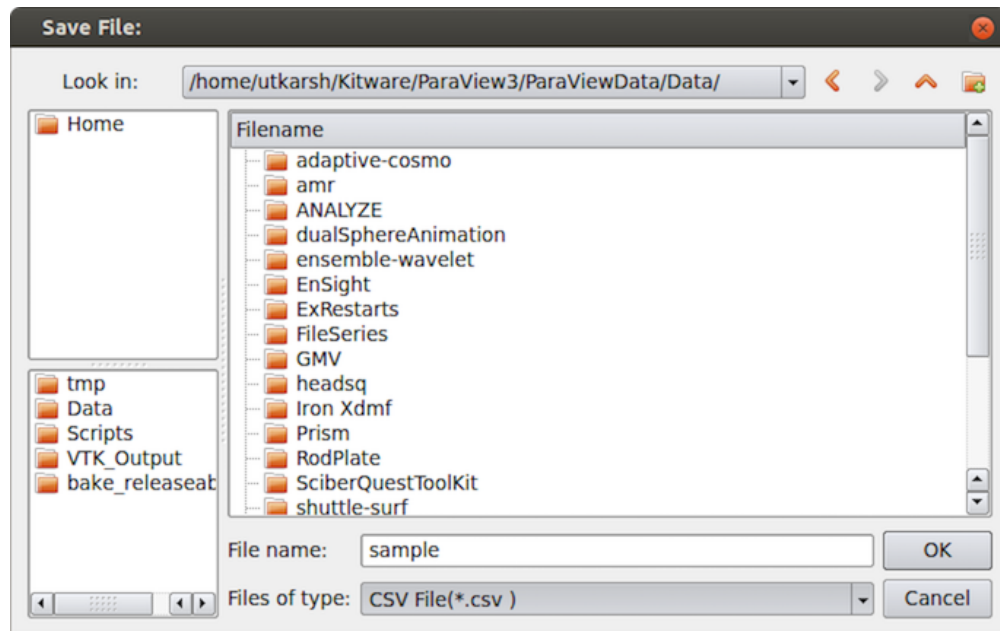 Save File:
Look in: /home/utkarsh/Kitware/ParaView3/ParaViewData/Data/
Home
Filename
adaptive-cosmo
amr
ANALYZE
dualSphereAnimation
ensemble-wavelet
EnSight
ExRestarts
FileSeries
GMV
headsq
Iron Xdmf
Prism
RodPlate
SciberQuestToolKit
shuttle-surf
tmp
Data
Scripts
VTK_Output
bake_releaseab
File name: sample OK
Files of type: CSV File(*.csv ) Cancel